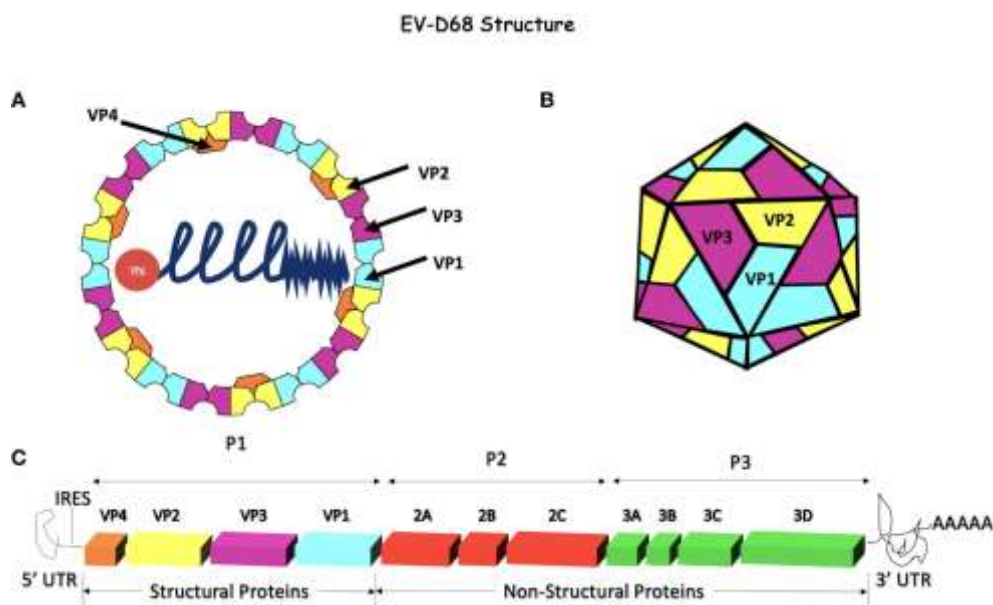 EV-D68 Structure
A
B
VP4
VP2
VP3
VP1
VP2
VP3
VP1
C
P1
P2
P3
IRES
VP4 VP2 VP3 VP1 2A 2B 2C 3A 3B 3C 3D
AAAAA
5' UTR
3' UTR
Structural Proteins
Non-Structural Proteins